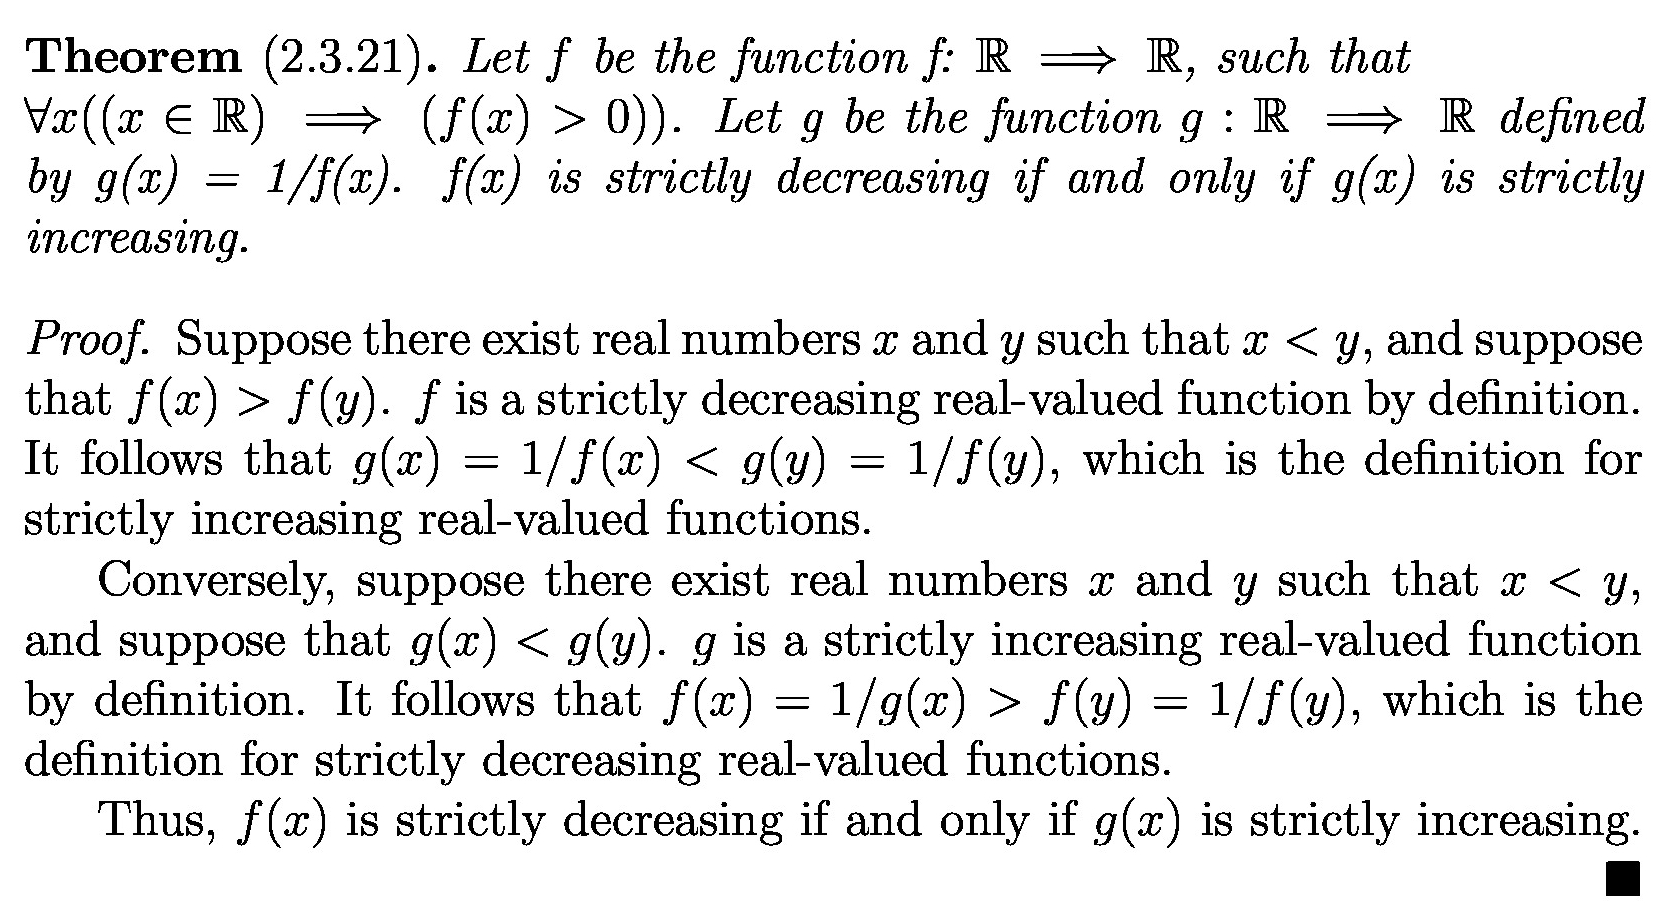 Theorem (2.3.21). Let f be the function f: ℝ ⟹ ℝ, such that
∀x((x ∈ ℝ) ⟹ (f(x) > 0)). Let g be the function g : ℝ ⟹ ℝ defined
by g(x) = 1/f(x). f(x) is strictly decreasing if and only if g(x) is strictly
increasing.
Proof. Suppose there exist real numbers x and y such that x < y, and suppose
that f(x) > f(y). f is a strictly decreasing real-valued function by definition.
It follows that g(x) = 1/f(x) < g(y) = 1/f(y), which is the definition for
strictly increasing real-valued functions.
Conversely, suppose there exist real numbers x and y such that x < y,
and suppose that g(x) < g(y). g is a strictly increasing real-valued function
by definition. It follows that f(x) = 1/g(x) > f(y) = 1/f(y), which is the
definition for strictly decreasing real-valued functions.
Thus, f(x) is strictly decreasing if and only if g(x) is strictly increasing.
■